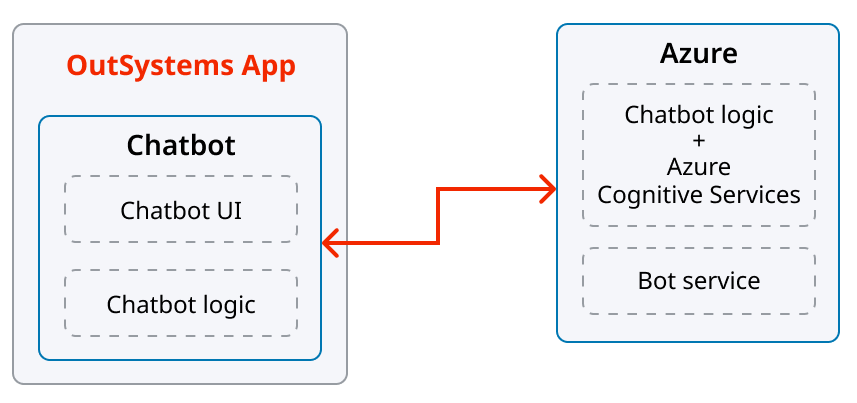 OutSystems App
Chatbot
Chatbot UI
Chatbot logic
Azure
Chatbot logic
+
Azure
Cognitive Services
Bot service